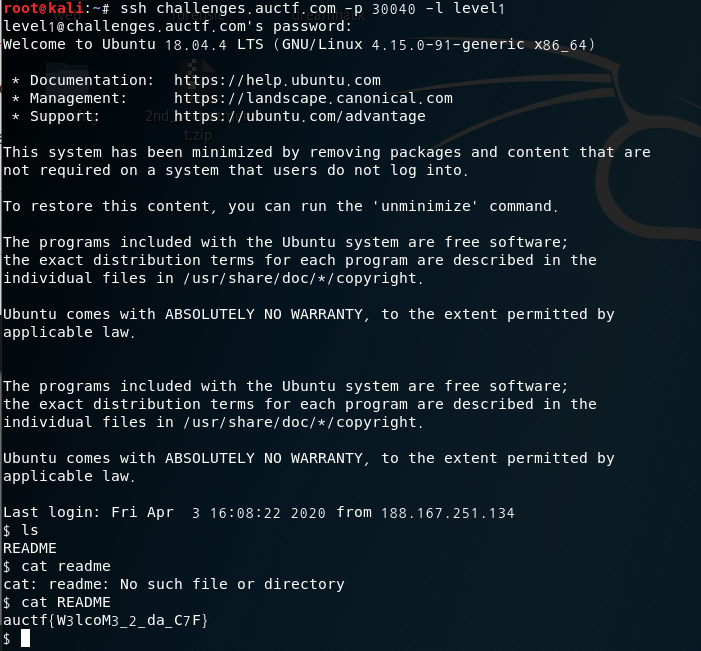 root@kali:~# ssh challenges.auctf.com -p 30040 -l level1
level1@challenges.auctf.com's password:
Welcome to Ubuntu 18.04.4 LTS (GNU/Linux 4.15.0-91-generic x86_64)
* Documentation:  https://help.ubuntu.com
* Management:     https://landscape.canonical.com
* Support:        https://ubuntu.com/advantage
This system has been minimized by removing packages and content that are
not required on a system that users do not log into.
To restore this content, you can run the 'unminimize' command.
The programs included with the Ubuntu system are free software;
the exact distribution terms for each program are described in the
individual files in /usr/share/doc/*/copyright.
Ubuntu comes with ABSOLUTELY NO WARRANTY, to the extent permitted by
applicable law.
The programs included with the Ubuntu system are free software;
the exact distribution terms for each program are described in the
individual files in /usr/share/doc/*/copyright.
Ubuntu comes with ABSOLUTELY NO WARRANTY, to the extent permitted by
applicable law.
Last login: Fri Apr  3 16:08:22 2020 from 188.167.251.134
$ ls
README
$ cat readme
cat: readme: No such file or directory
$ cat README
auctf{W3lcoM3_2_da_C7F}
$